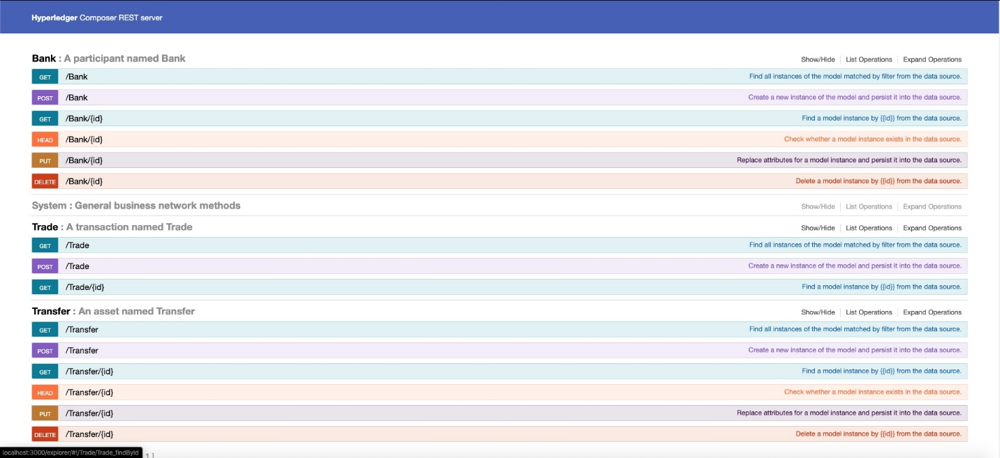 Hyperledger Composer REST server
Bank : A participant named Bank Show/Hide List Operations Expand Operations
GET /Bank Find all instances of the model matched by filter from the data source.
POST /Bank Create a new instance of the model and persist it into the data source.
GET /Bank/{id} Find a model instance by {{id}} from the data source.
HEAD /Bank/{id} Check whether a model instance exists in the data source.
PUT /Bank/{id} Replace attributes for a model instance and persist it into the data source.
DELETE /Bank/{id} Delete a model instance by {{id}} from the data source.
System : General business network methods Show/Hide List Operations Expand Operations
Trade : A transaction named Trade Show/Hide List Operations Expand Operations
GET /Trade Find all instances of the model matched by filter from the data source.
POST /Trade Create a new instance of the model and persist it into the data source.
GET /Trade/{id} Find a model instance by {{id}} from the data source.
Transfer : An asset named Transfer Show/Hide List Operations Expand Operations
GET /Transfer Find all instances of the model matched by filter from the data source.
POST /Transfer Create a new instance of the model and persist it into the data source.
GET /Transfer/{id} Find a model instance by {{id}} from the data source.
HEAD /Transfer/{id} Check whether a model instance exists in the data source.
PUT /Transfer/{id} Replace attributes for a model instance and persist it into the data source.
DELETE /Transfer/{id} Delete a model instance by {{id}} from the data source.
localhost:3000/explorer/#!/Trade/Trade_findById 1 ]